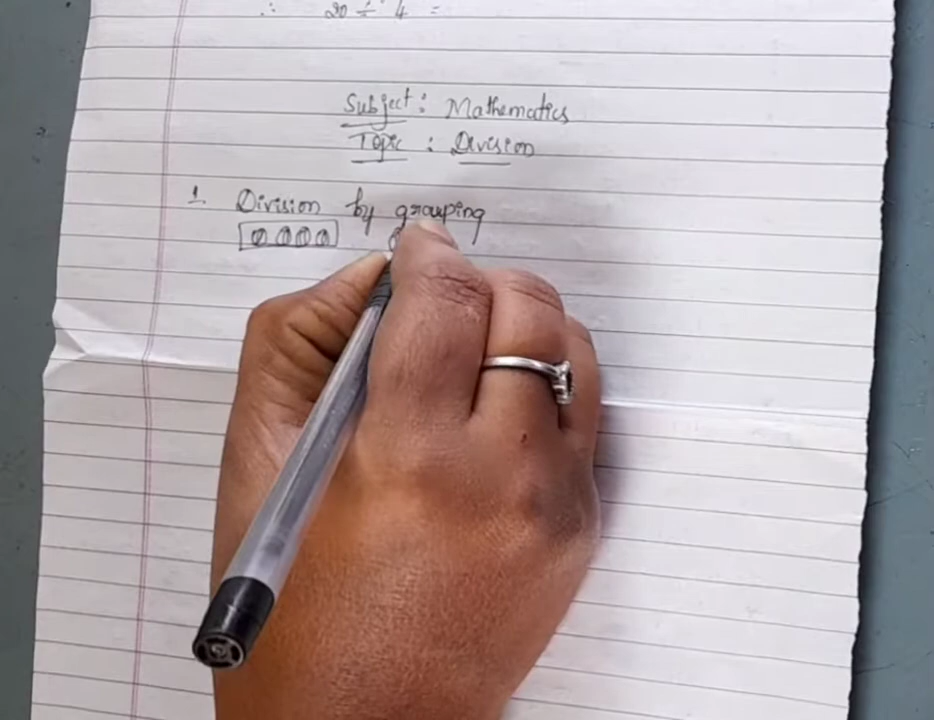 ∴ 20 ÷ 4 =
Subject : Mathematics
Topic : Division
1. Division by grouping